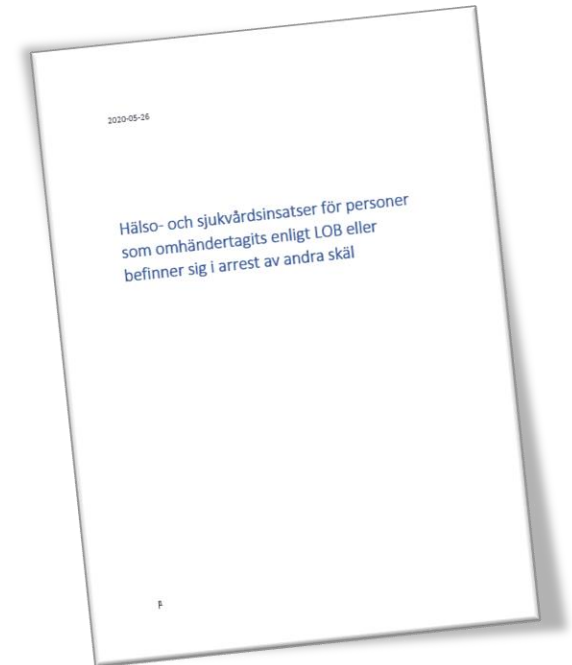 2020-05-26
Hälso- och sjukvårdsinsatser för personer
som omhändertagits enligt LOB eller
befinner sig i arrest av andra skäl